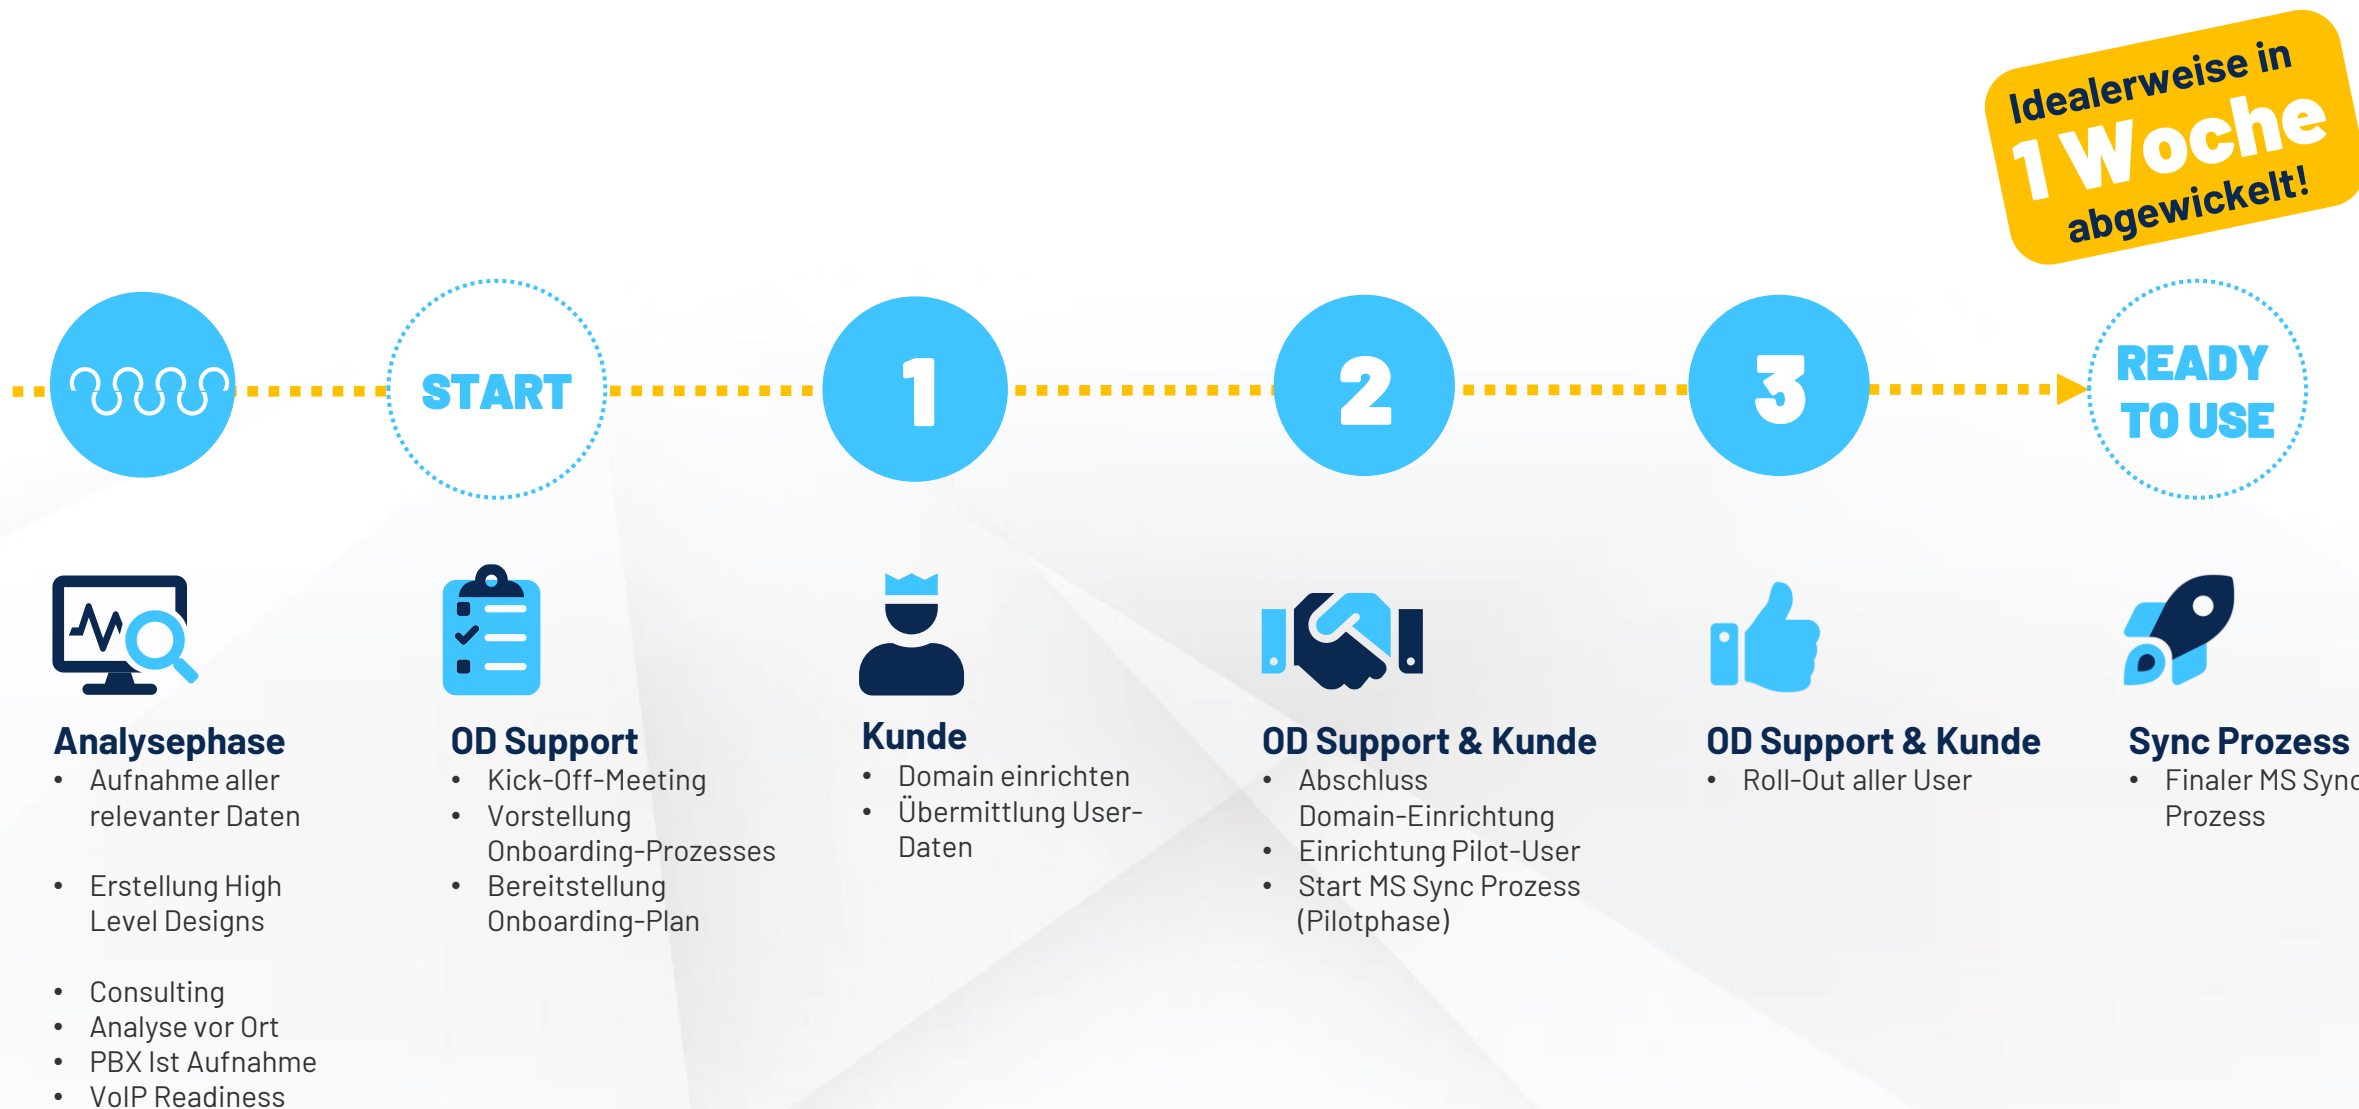 Idealerweise in
1 Woche
abgewickelt!
START
1
2
3
READY
TO USE
Analysephase
• Aufnahme aller
relevanter Daten
• Erstellung High
Level Designs
• Consulting
• Analyse vor Ort
• PBX Ist Aufnahme
• VoIP Readiness
OD Support
• Kick-Off-Meeting
• Vorstellung
Onboarding-Prozesses
• Bereitstellung
Onboarding-Plan
Kunde
• Domain einrichten
• Übermittlung User-
Daten
OD Support & Kunde
• Abschluss
Domain-Einrichtung
• Einrichtung Pilot-User
• Start MS Sync Prozess
(Pilotphase)
OD Support & Kunde
• Roll-Out aller User
Sync Prozess
• Finaler MS Sync
Prozess